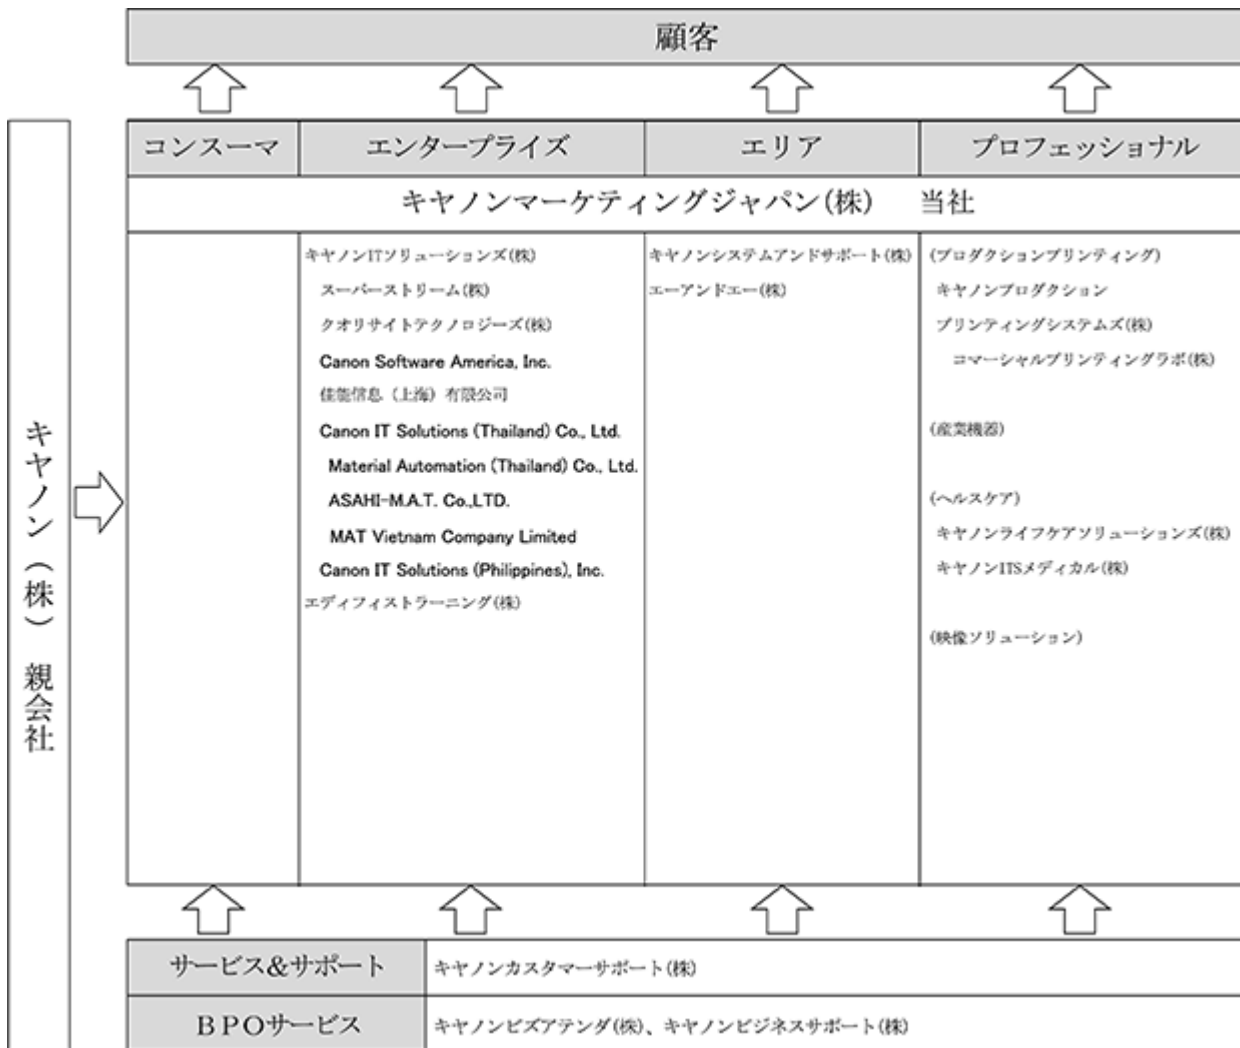 顧客
コンスーマ
エンタープライズ
エリア
プロフェッショナル
キヤノンマーケティングジャパン(株) 当社
キヤノン(株) 親会社
キヤノンITソリューションズ(株)
スーパーストリーム(株)
クオリサイトテクノロジーズ(株)
Canon Software America, Inc.
佳能信息（上海）有限公司
Canon IT Solutions (Thailand) Co., Ltd.
Material Automation (Thailand) Co., Ltd.
ASAHI-M.A.T. Co.,LTD.
MAT Vietnam Company Limited
Canon IT Solutions (Philippines), Inc.
エディフィストラーニング(株)
キヤノンシステムアンドサポート(株)
エーアンドエー(株)
(プロダクションプリンティング)
キヤノンプロダクション
プリンティングシステムズ(株)
コマーシャルプリンティングラボ(株)
(産業機器)
(ヘルスケア)
キヤノンライフケアソリューションズ(株)
キヤノンITSメディカル(株)
(映像ソリューション)
サービス&サポート
キヤノンカスタマーサポート(株)
BPOサービス
キヤノンビズアテンダ(株)、キヤノンビジネスサポート(株)